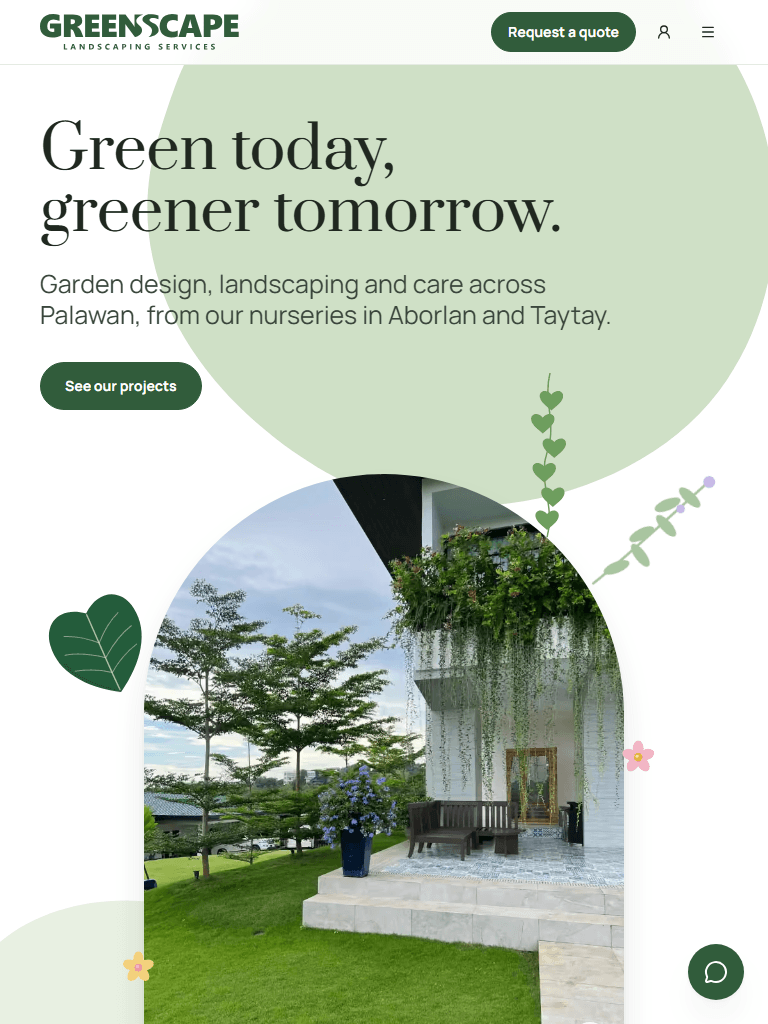 GREENSCAPE
LANDSCAPING SERVICES
Request a quote
Green today,
greener tomorrow.
Garden design, landscaping and care across
Palawan, from our nurseries in Aborlan and Taytay.
See our projects